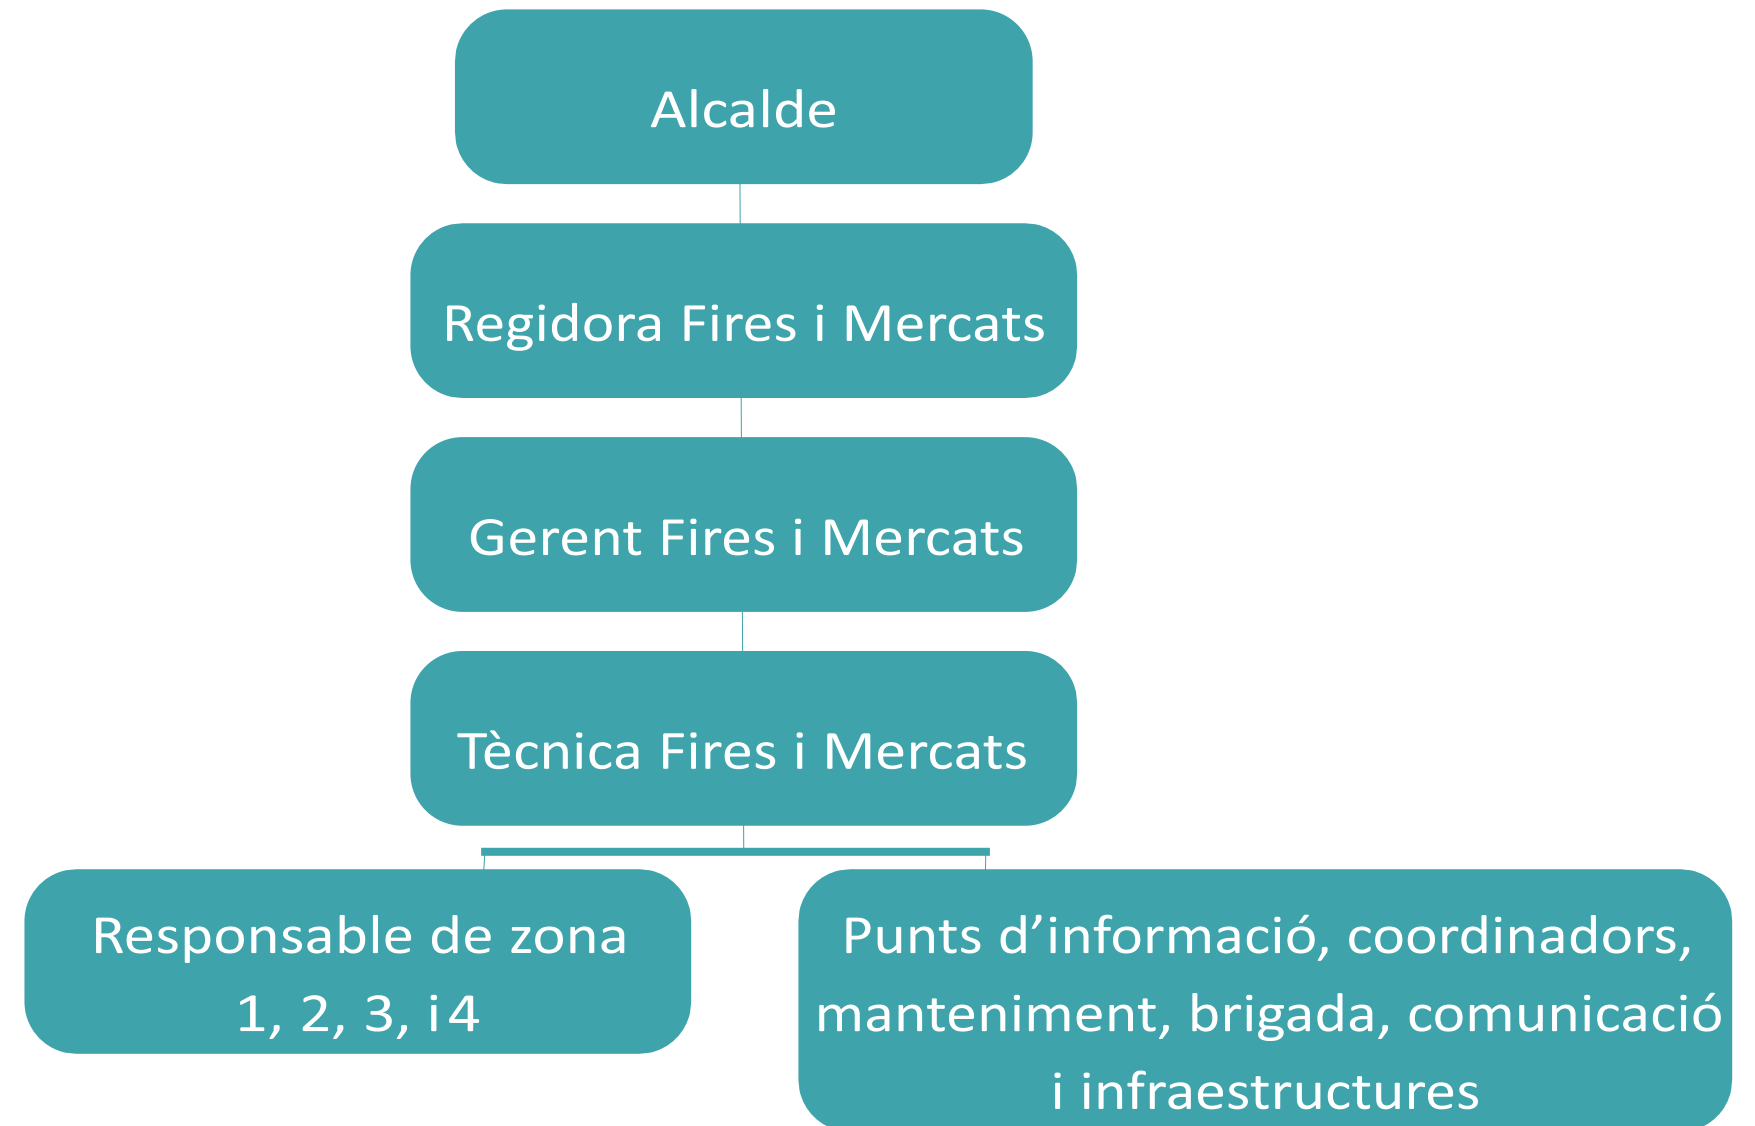 Alcalde
Regidora Fires i Mercats
Gerent Fires i Mercats
Tècnica Fires i Mercats
Responsable de zona
1, 2, 3, i 4
Punts d’informació, coordinadors,
manteniment, brigada, comunicació
i infraestructures